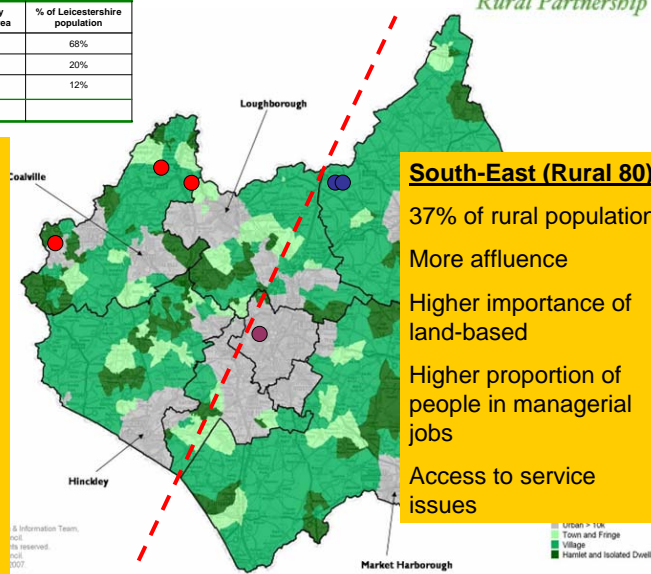 Rural Partnership
% of Leicestershire
population
68%
20%
12%
Loughborough
Coalville
South-East (Rural 80)
37% of rural population
More affluence
Higher importance of
land-based
Higher proportion of
people in managerial
jobs
Access to service
issues
Hinckley
& Information Team,
Market Harborough
Urban > 10k
Town and Fringe
Village
Hamlet and Isolated Dwell